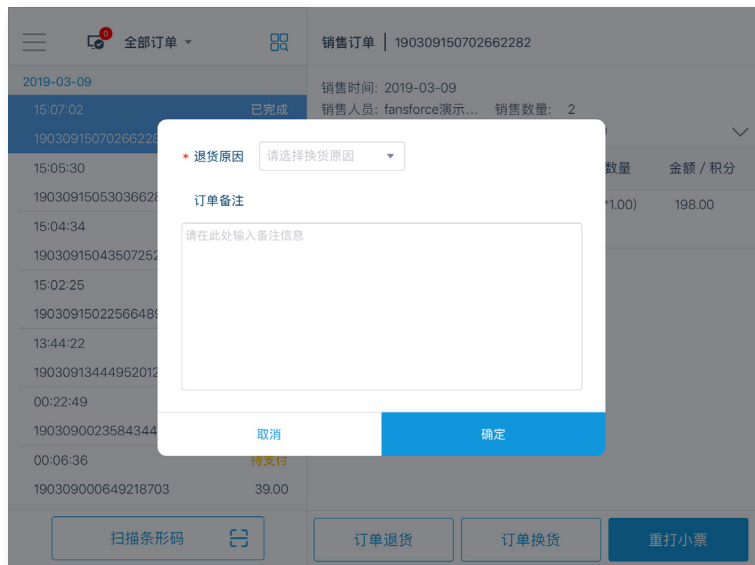 0
全部订单
2019-03-09
15:07:02 已完成
19030915070266228
15:05:30
19030915053036628
15:04:34
19030915043507252
15:02:25
1903091502256648
13:44:22
19030913444952012
00:22:49
1903090023584344
00:06:36 待支付
190309000649218703 39.00
扫描条形码
销售订单 190309150702662282
销售时间: 2019-03-09
销售人员: fansforce演示... 销售数量: 2
数量 金额 / 积分
*1.00) 198.00
* 退货原因 请选择换货原因
订单备注
请在此处输入备注信息
取消 确定
订单退货 订单换货 重打小票